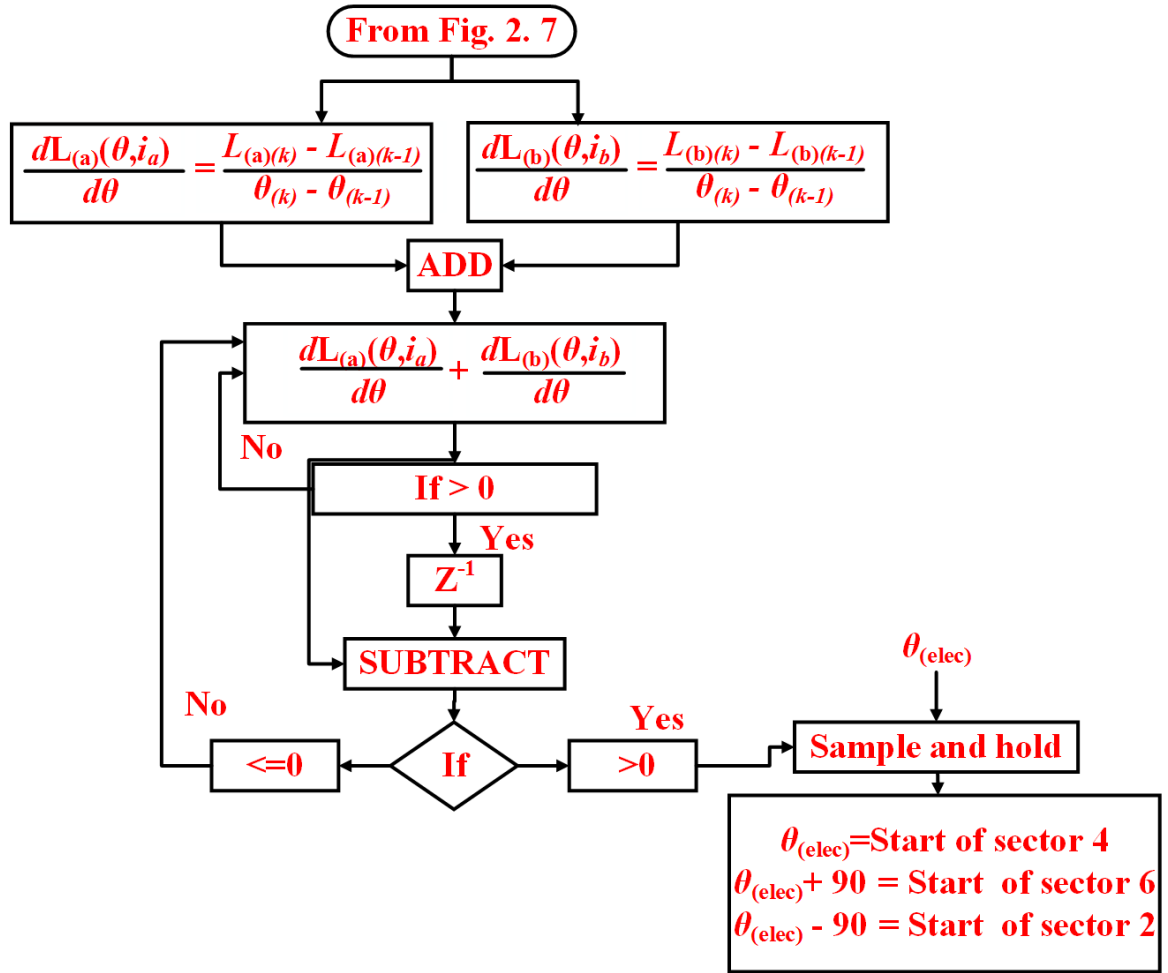 From Fig. 2. 7
dL(a)(θ,ia)/dθ = L(a)(k) - L(a)(k-1)/θ(k) - θ(k-1)
dL(b)(θ,ib)/dθ = L(b)(k) - L(b)(k-1)/θ(k) - θ(k-1)
ADD
dL(a)(θ,ia)/dθ + dL(b)(θ,ib)/dθ
No
If > 0
Yes
Z-1
SUBTRACT
θ(elec)
No
Yes
<=0
If
>0
Sample and hold
θ(elec)=Start of sector 4
θ(elec)+ 90 = Start of sector 6
θ(elec) - 90 = Start of sector 2